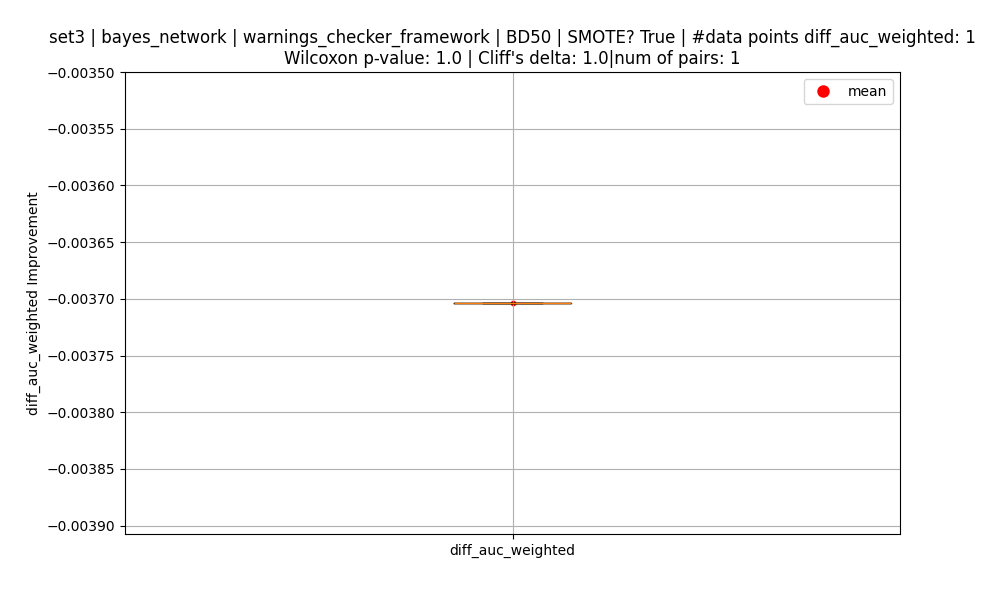 set3 | bayes_network | warnings_checker_framework | BD50 | SMOTE? True | #data points diff_auc_weighted: 1
Wilcoxon p-value: 1.0 | Cliff's delta: 1.0|num of pairs: 1
mean
diff_auc_weighted Improvement
−0.00350
−0.00355
−0.00360
−0.00365
−0.00370
−0.00375
−0.00380
−0.00385
−0.00390
diff_auc_weighted